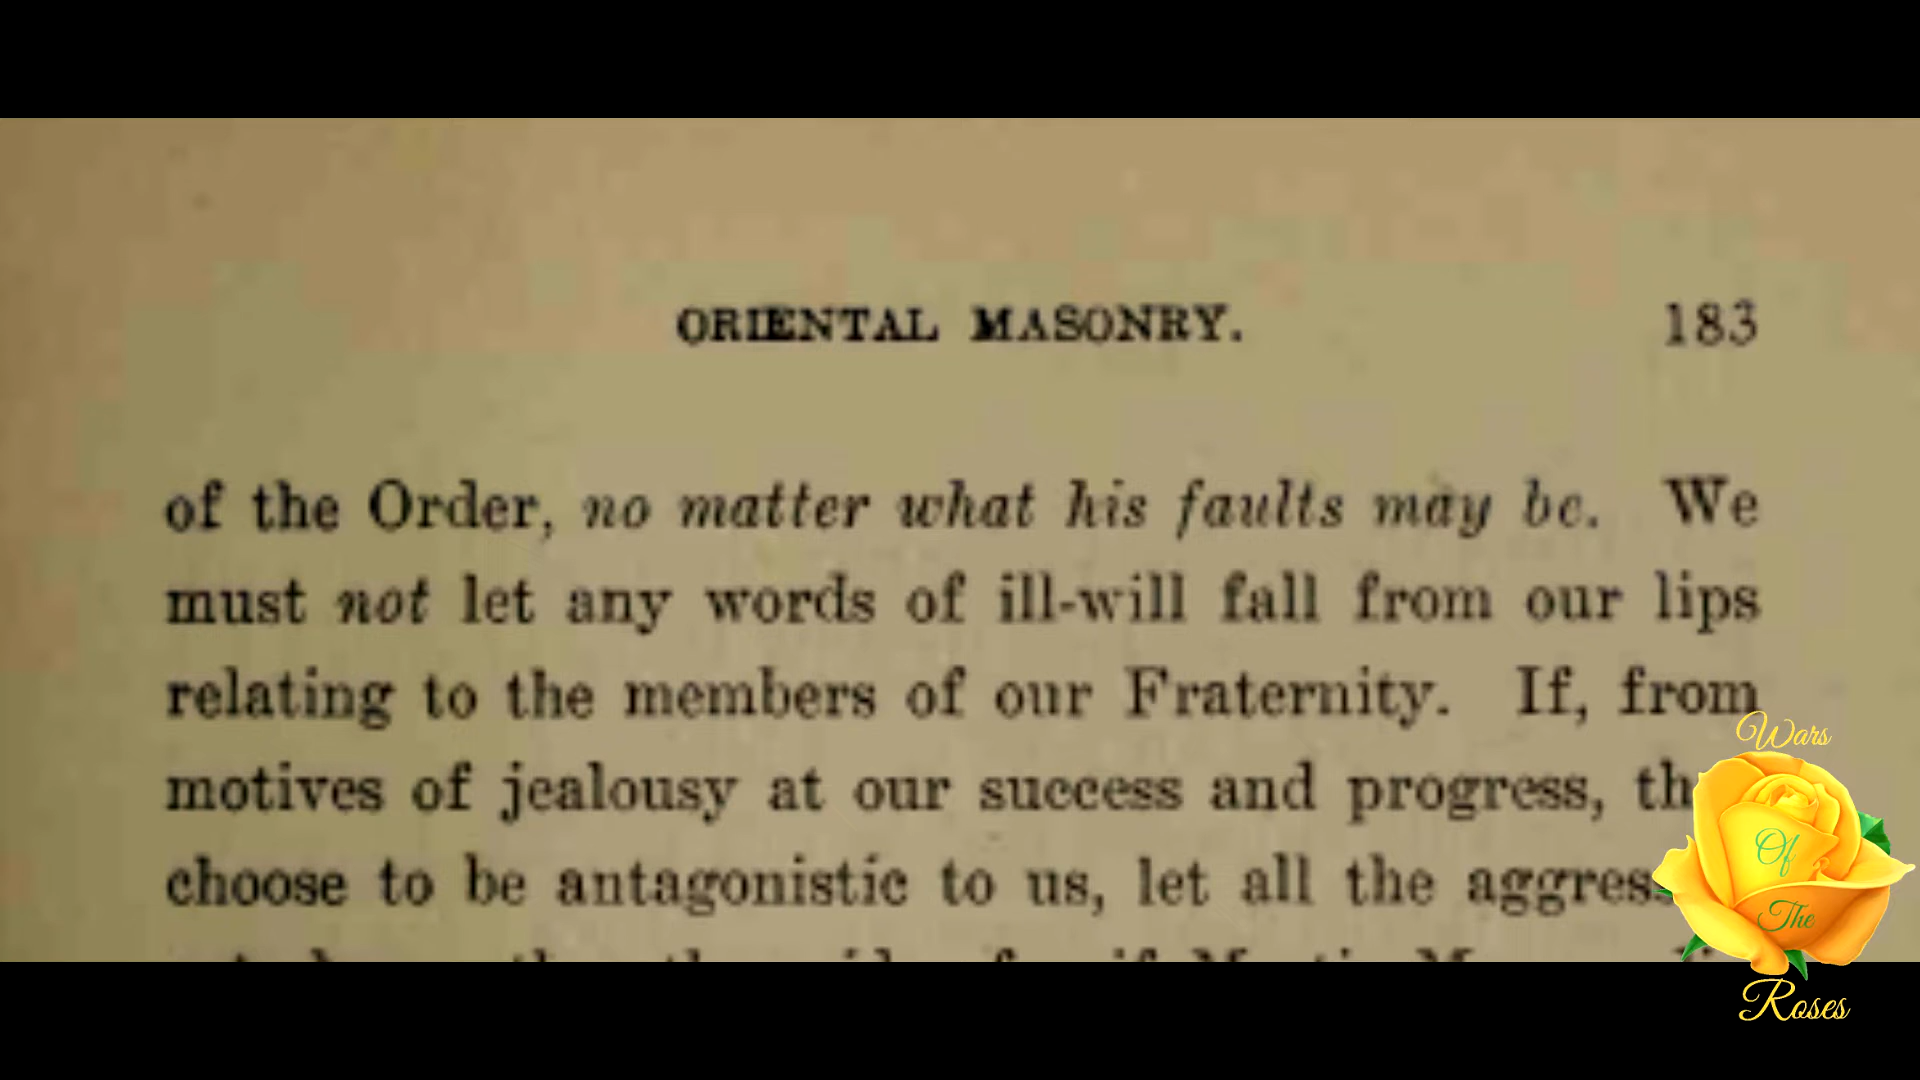 ORIENTAL MASONRY. 183
of the Order, no matter what his faults may be. We
must not let any words of ill-will fall from our lips
relating to the members of our Fraternity. If, from
motives of jealousy at our success and progress,
choose to be antagonistic to us, let all the
Wars
Of
The
Roses